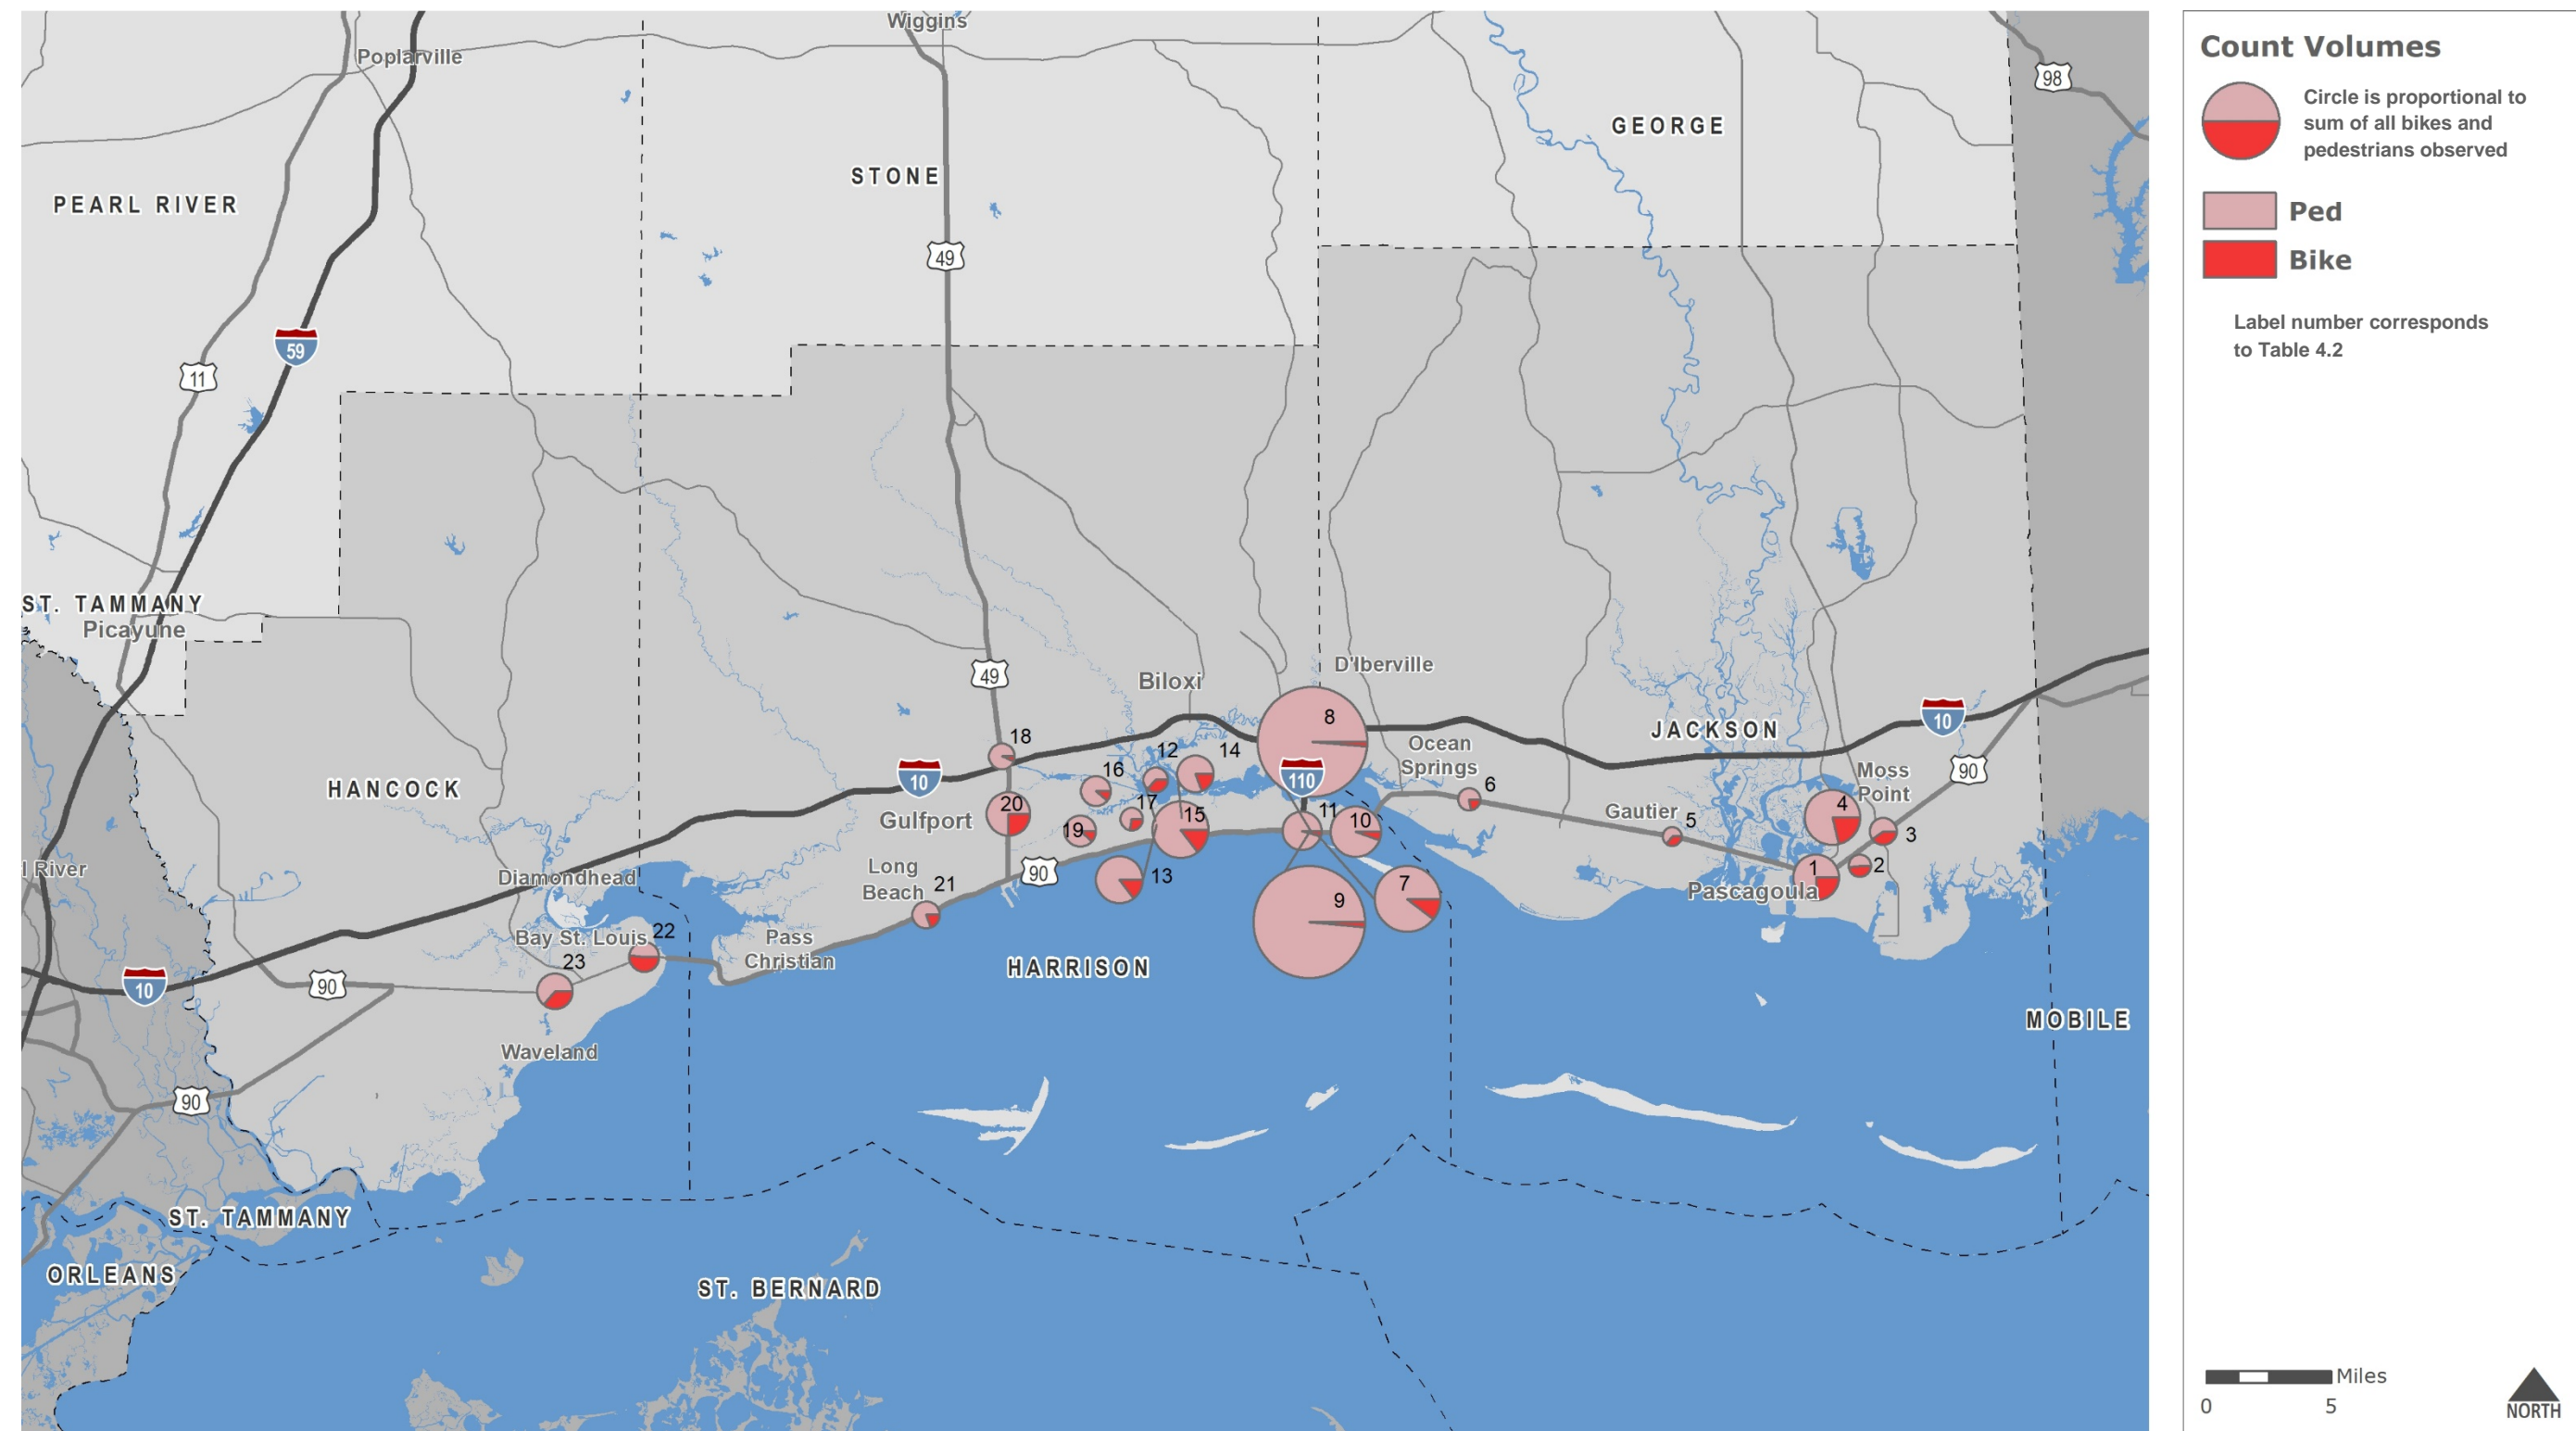 Wiggins
Poplarville
98
GEORGE
STONE
PEARL RIVER
49
59
11
ST. TAMMANY
Picayune
49
Biloxi
D'Iberville
8
10
JACKSON
18
12
14
Ocean
Springs
10
110
16
6
Moss
Point
90
HANCOCK
20
17
15
11
10
Gautier
5
4
3
Gulfport
19
l River
Diamondhead
Long
Beach
21
90
13
7
1
2
Pascagoula
9
22
Bay St. Louis
Pass
Christian
23
HARRISON
10
90
MOBILE
Waveland
90
ST. TAMMANY
ORLEANS
ST. BERNARD
Count Volumes
Circle is proportional to
sum of all bikes and
pedestrians observed
Ped
Bike
Label number corresponds
to Table 4.2
Miles
0 5
NORTH